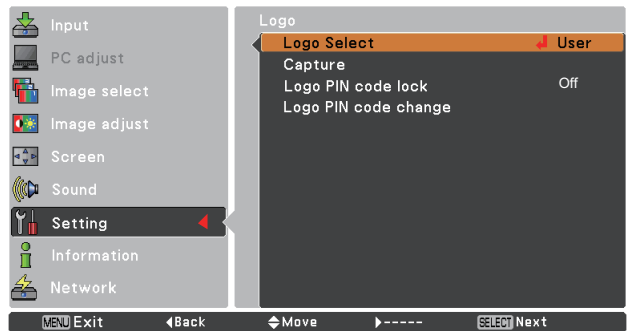 Input
PC adjust
Image select
Image adjust
Screen
Sound
Setting
Information
Network
Logo
Logo Select User
Capture
Logo PIN code lock Off
Logo PIN code change
MENU Exit Back Move ----- SELECT Next